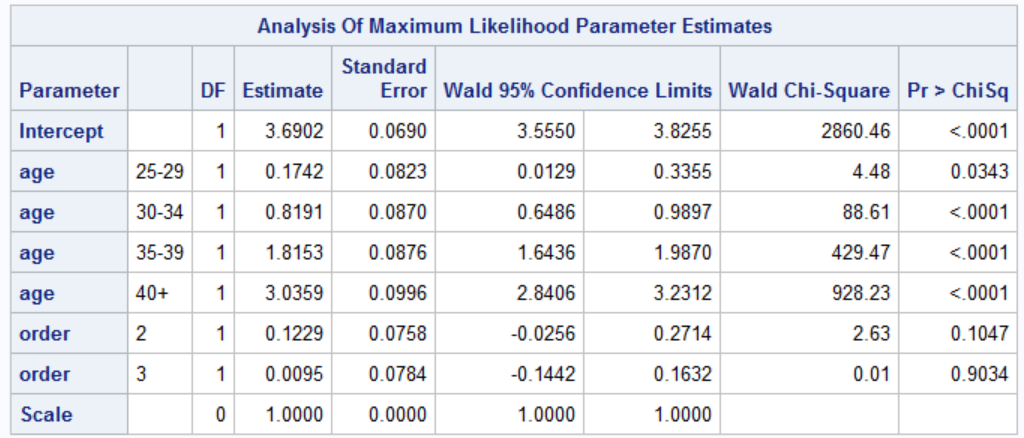 Analysis Of Maximum Likelihood Parameter Estimates
Parameter DF Estimate Standard Error Wald 95% Confidence Limits Wald Chi-Square Pr > ChiSq
Intercept 1 3.6902 0.0690 3.5550 3.8255 2860.46 <.0001
age 25-29 1 0.1742 0.0823 0.0129 0.3355 4.48 0.0343
age 30-34 1 0.8191 0.0870 0.6486 0.9897 88.61 <.0001
age 35-39 1 1.8153 0.0876 1.6436 1.9870 429.47 <.0001
age 40+ 1 3.0359 0.0996 2.8406 3.2312 928.23 <.0001
order 2 1 0.1229 0.0758 -0.0256 0.2714 2.63 0.1047
order 3 1 0.0095 0.0784 -0.1442 0.1632 0.01 0.9034
Scale 0 1.0000 0.0000 1.0000 1.0000